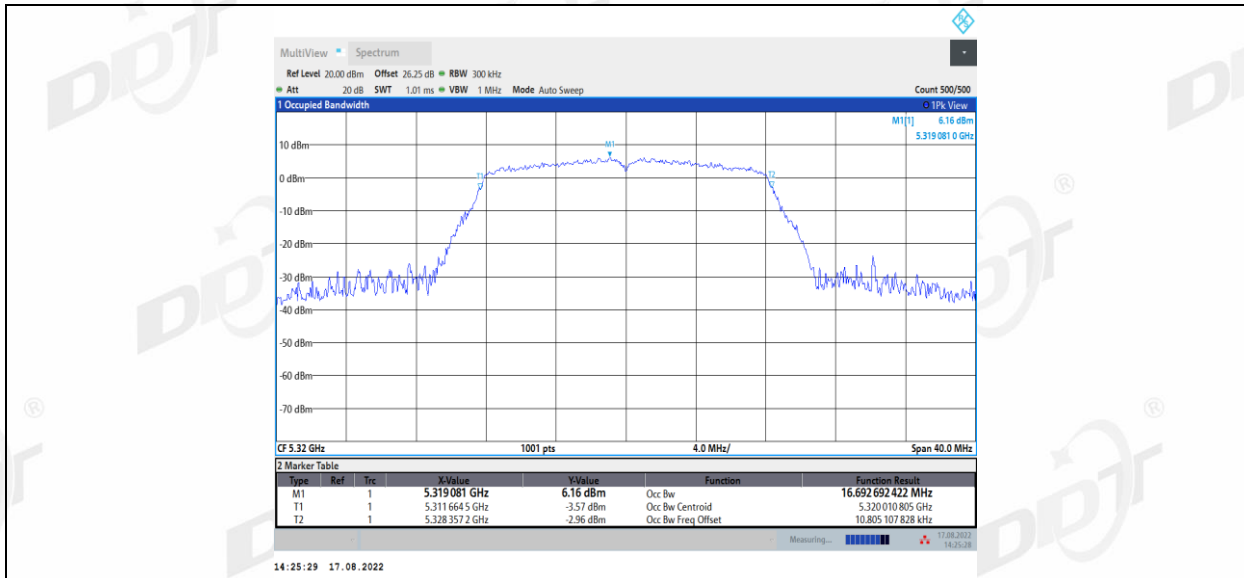 MultiView Spectrum
Ref Level 20.00 dBm Offset 26.25 dB RBW 300 kHz
Att 20 dB SWT 1.01 ms VBW 1 MHz Mode Auto Sweep Count 500/500
1 Occupied Bandwidth 1Pk View
M1[1] 6.16 dBm
5.319 081 0 GHz
M1
10 dBm
T1 T2
0 dBm
-10 dBm
-20 dBm
-30 dBm
-40 dBm
-50 dBm
-60 dBm
-70 dBm
CF 5.32 GHz 1001 pts 4.0 MHz/ Span 40.0 MHz
2 Marker Table
Type Ref Trc X-Value Y-Value Function Function Result
M1 1 5.319 081 GHz 6.16 dBm Occ Bw 16.692 692 422 MHz
T1 1 5.311 664 5 GHz -3.57 dBm Occ Bw Centroid 5.320 010 805 GHz
T2 1 5.328 357 2 GHz -2.96 dBm Occ Bw Freq Offset 10.805 107 828 kHz
Measuring... 17.08.2022
14:25:28
14:25:29 17.08.2022
DDT
®